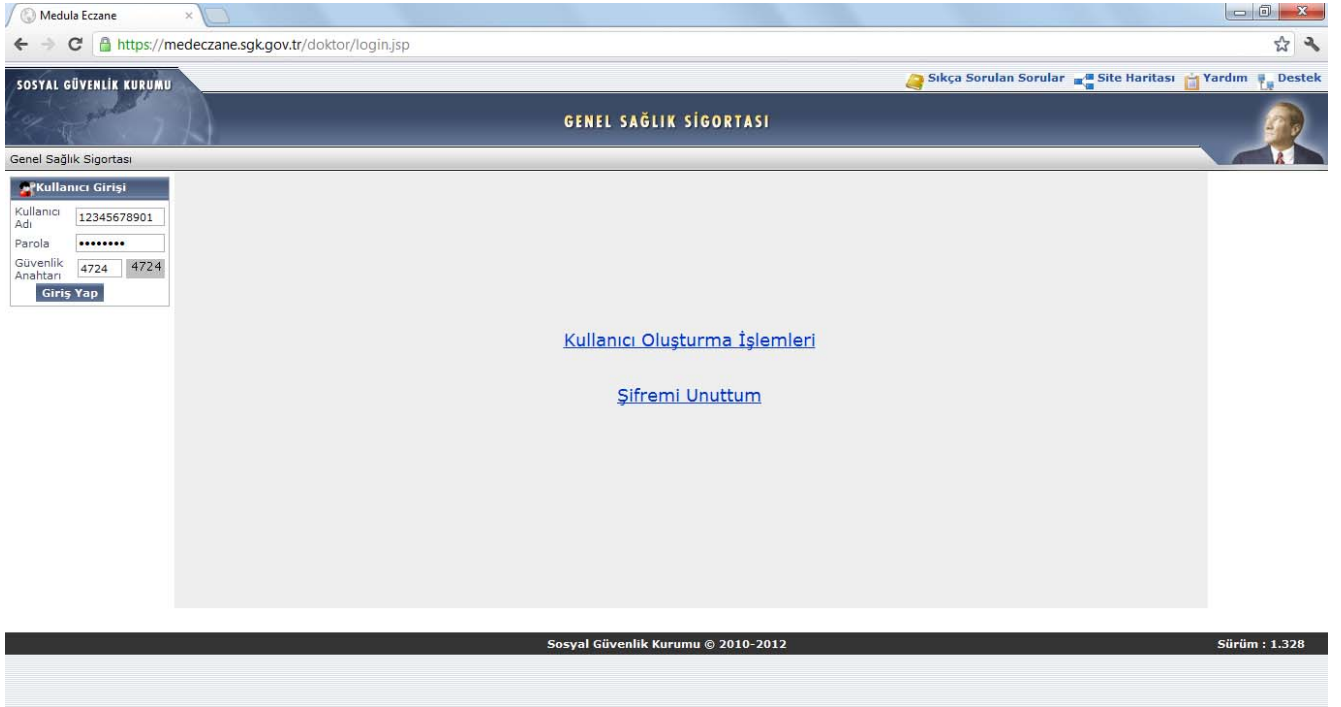 Medula Eczane
https://medeczane.sgk.gov.tr/doktor/login.jsp
SOSYAL GÜVENLİK KURUMU
Sıkça Sorulan Sorular Site Haritası Yardım Destek
GENEL SAĞLIK SİGORTASI
Genel Sağlık Sigortası
Kullanıcı Girişi
Kullanıcı Adı 12345678901
Parola ••••••••
Güvenlik Anahtarı 4724 4724
Giriş Yap
Kullanıcı Oluşturma İşlemleri
Şifremi Unuttum
Sosyal Güvenlik Kurumu © 2010-2012 Sürüm : 1.328